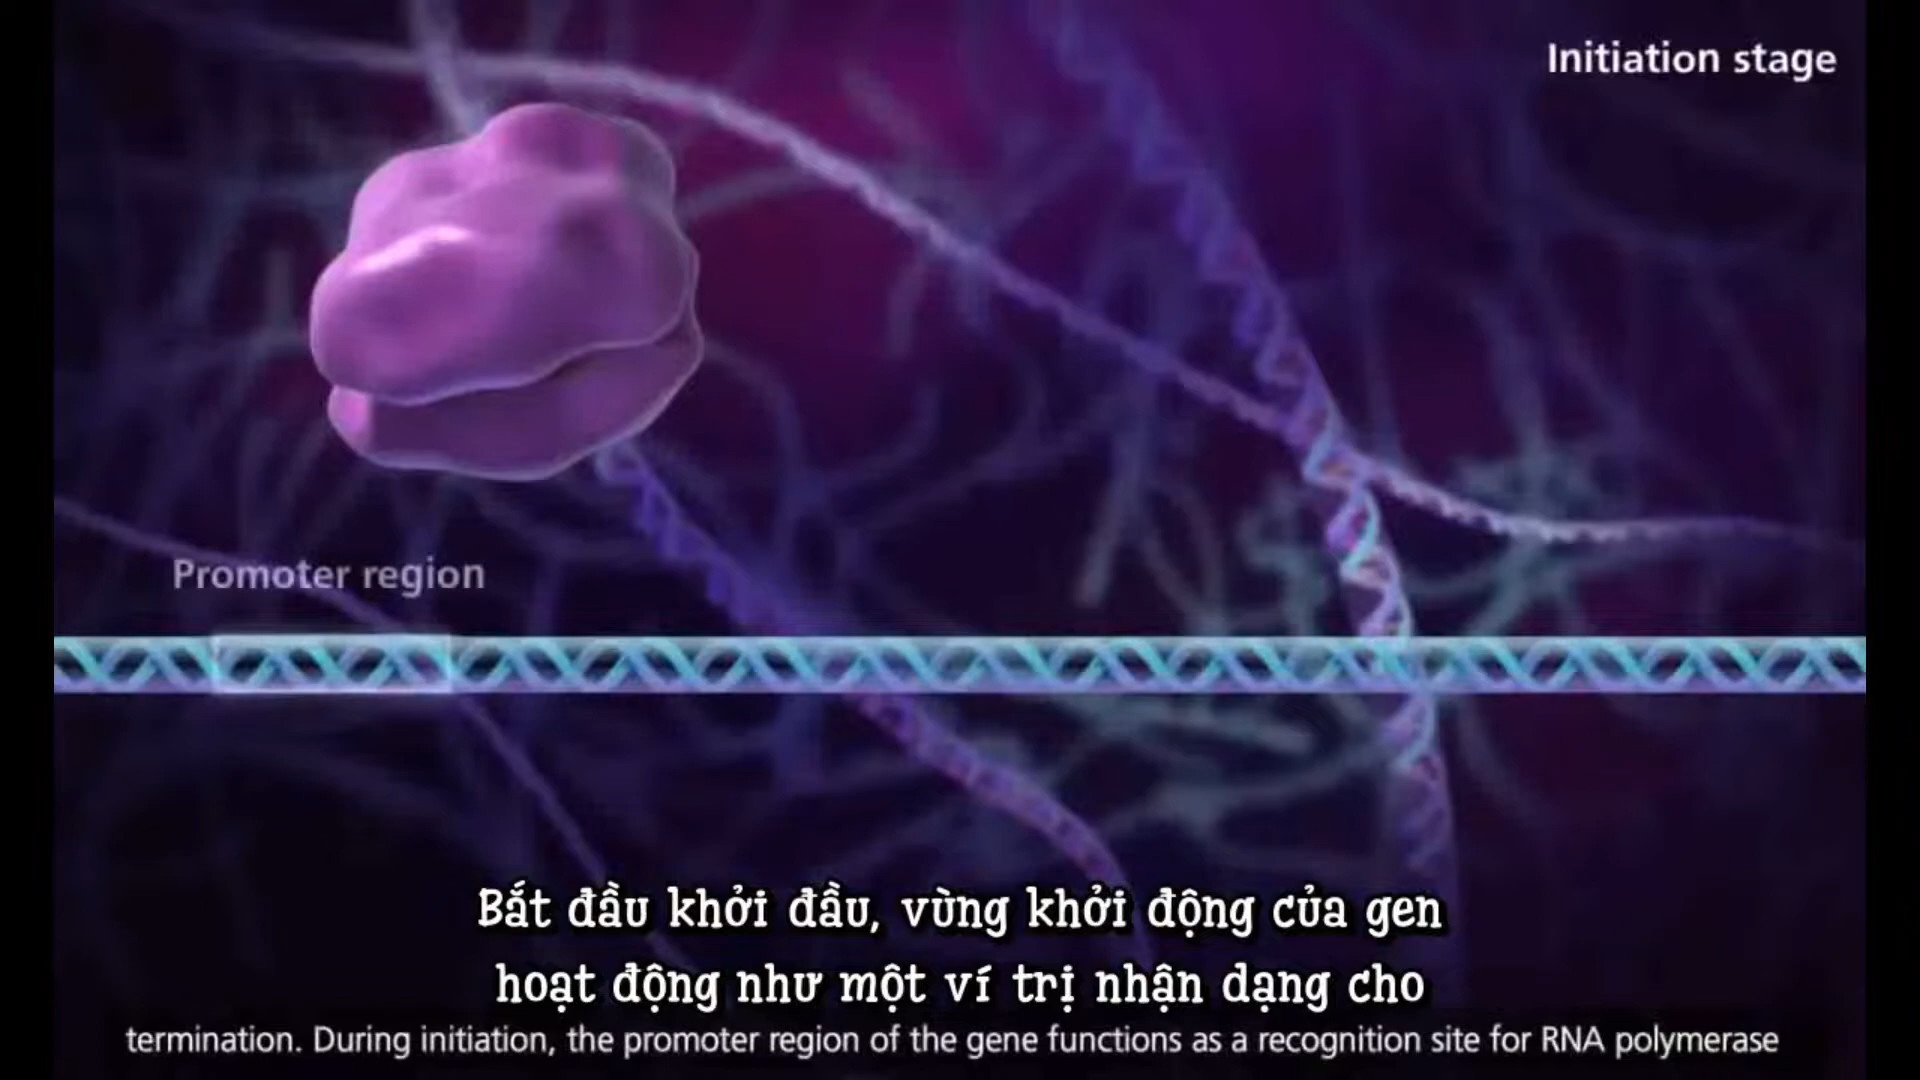 Initiation stage
Promoter region
Bắt đầu khởi đầu, vùng khởi động của gen
hoạt động như một ví trị nhận dạng cho
termination. During initiation, the promoter region of the gene functions as a recognition site for RNA polymerase